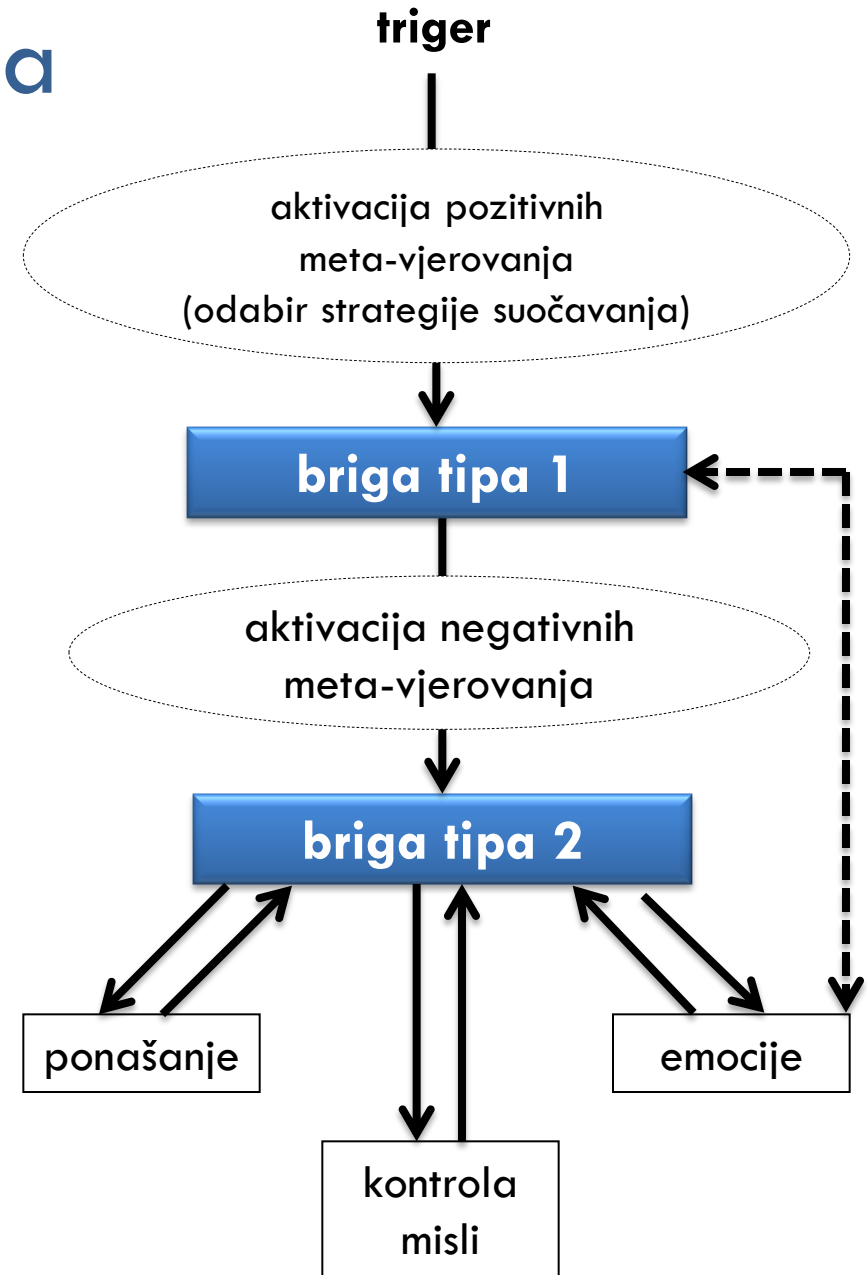 a
triger
aktivacija pozitivnih
meta-vjerovanja
(odabir strategije suočavanja)
briga tipa 1
aktivacija negativnih
meta-vjerovanja
briga tipa 2
ponašanje
emocije
kontrola
misli